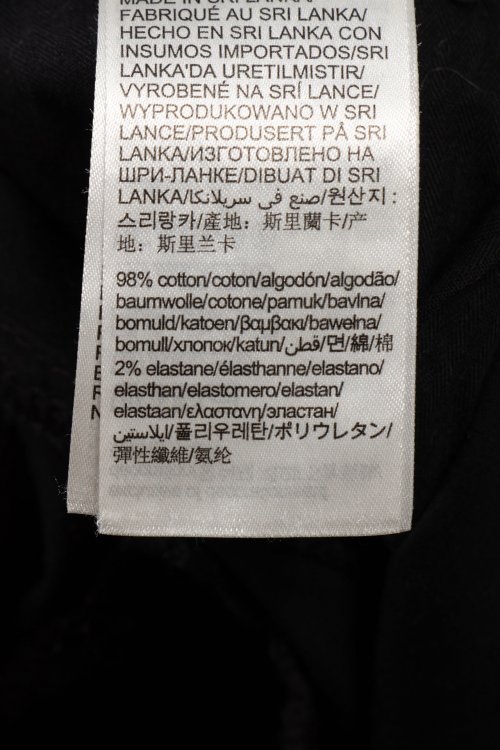 MADE IN SRI LANKA/
FABRIQUÉ AU SRI LANKA/
HECHO EN SRI LANKA CON
INSUMOS IMPORTADOS/SRI
LANKA'DA URETILMISTIR/
VYROBENÉ NA SRÍ LANCE/
WYPRODUKOWANO W SRI
LANCE/PRODUSERT PÅ SRI
LANKA/ИЗГОТОВЛЕНО НА
ШРИ-ЛАНКЕ/DIBUAT DI SRI
LANKA/صنع في سريلانكا/원산지 :
스리랑카/產地：斯里蘭卡/产
地：斯里兰卡
98% cotton/coton/algodón/algodão/
baumwolle/cotone/pamuk/bavlna/
bomuld/katoen/βαμβακι/bawełna/
bomull/хлопок/katun/قطن/면/綿/棉
2% elastane/élasthanne/elastano/
elasthan/elastomero/elastan/
elastaan/ελαστανη/эластан/
ايلاستين/폴리우레탄/ポリウレタン/
彈性纖維/氨纶